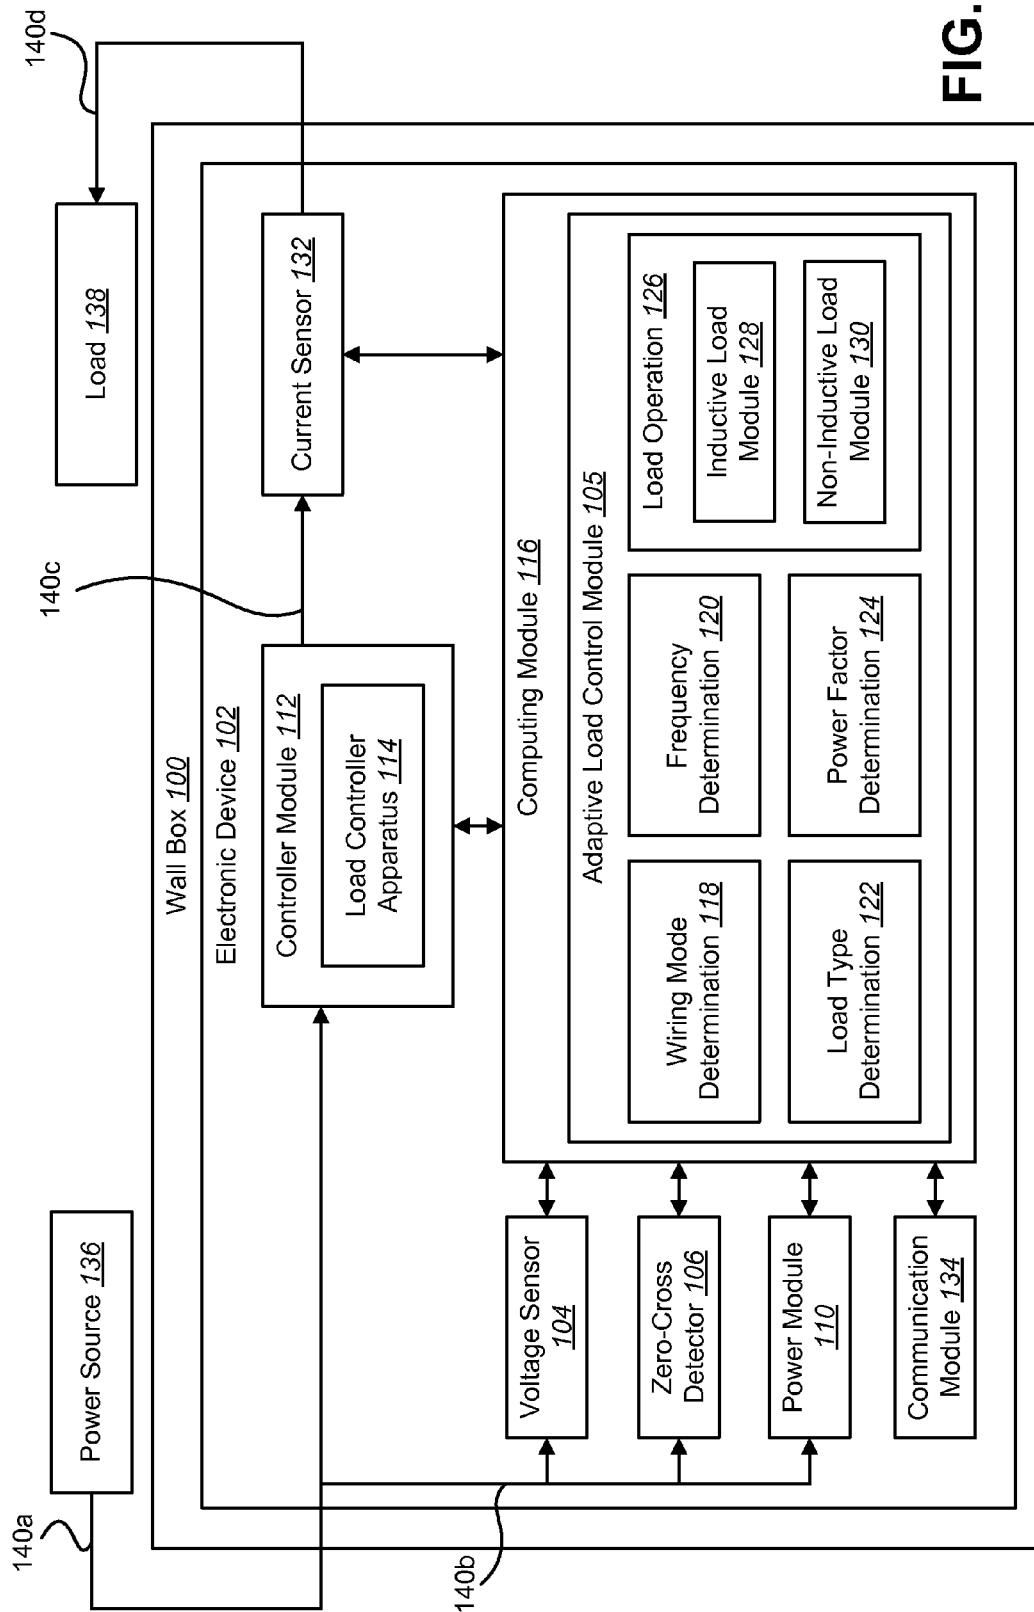 140a
Power Source 136
Load 138
140d
140c
140b
Wall Box 100
Electronic Device 102
Controller Module 112
Load Controller
Apparatus 114
Current Sensor 132
Voltage Sensor
104
Zero-Cross
Detector 106
Power Module
110
Communication
Module 134
Computing Module 116
Adaptive Load Control Module 105
Wiring Mode
Determination 118
Frequency
Determination 120
Load Type
Determination 122
Power Factor
Determination 124
Load Operation 126
Inductive Load
Module 128
Non-Inductive Load
Module 130
FIG.